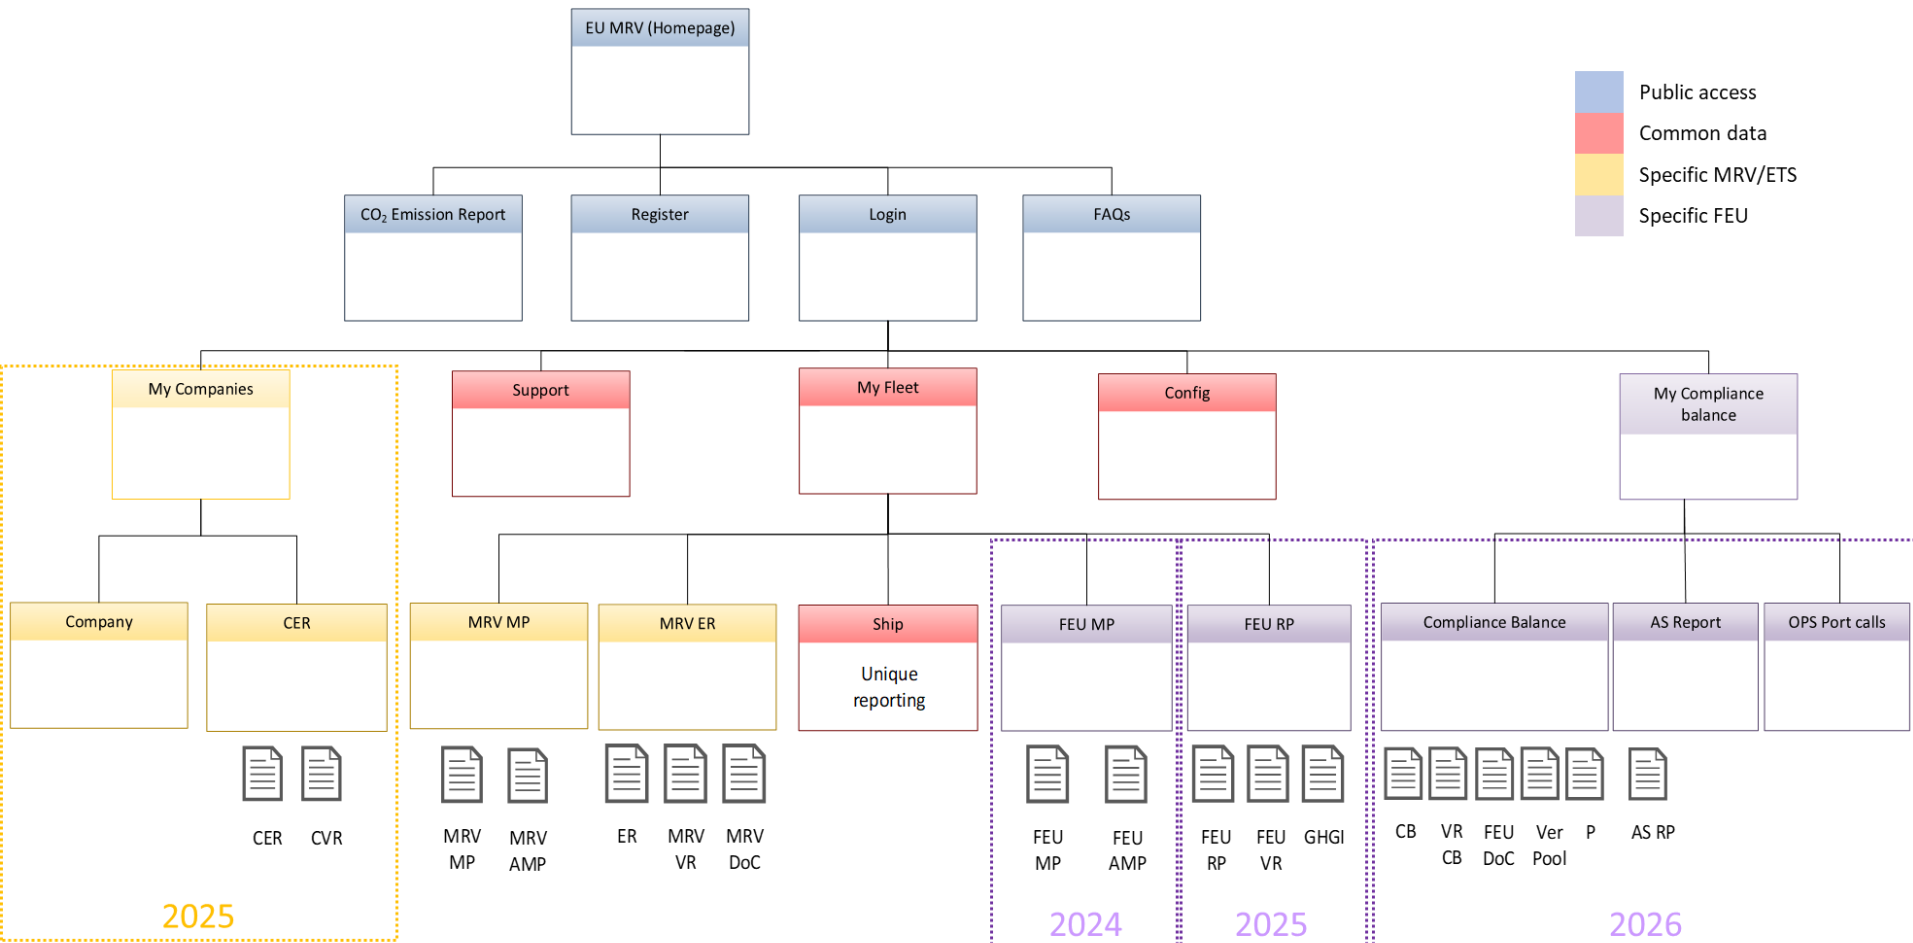 EU MRV (Homepage)
Public access
Common data
Specific MRV/ETS
Specific FEU
CO₂ Emission Report
Register
Login
FAQs
My Companies
Support
My Fleet
Config
My Compliance
balance
Company
CER
MRV MP
MRV ER
Ship
Unique
reporting
FEU MP
FEU RP
Compliance Balance
AS Report
OPS Port calls
CER
CVR
MRV
MP
MRV
AMP
ER
MRV
VR
MRV
DoC
FEU
MP
FEU
AMP
FEU
RP
FEU
VR
GHGI
CB
VR
CB
FEU
DoC
Ver
Pool
P
AS RP
2025
2024
2025
2026